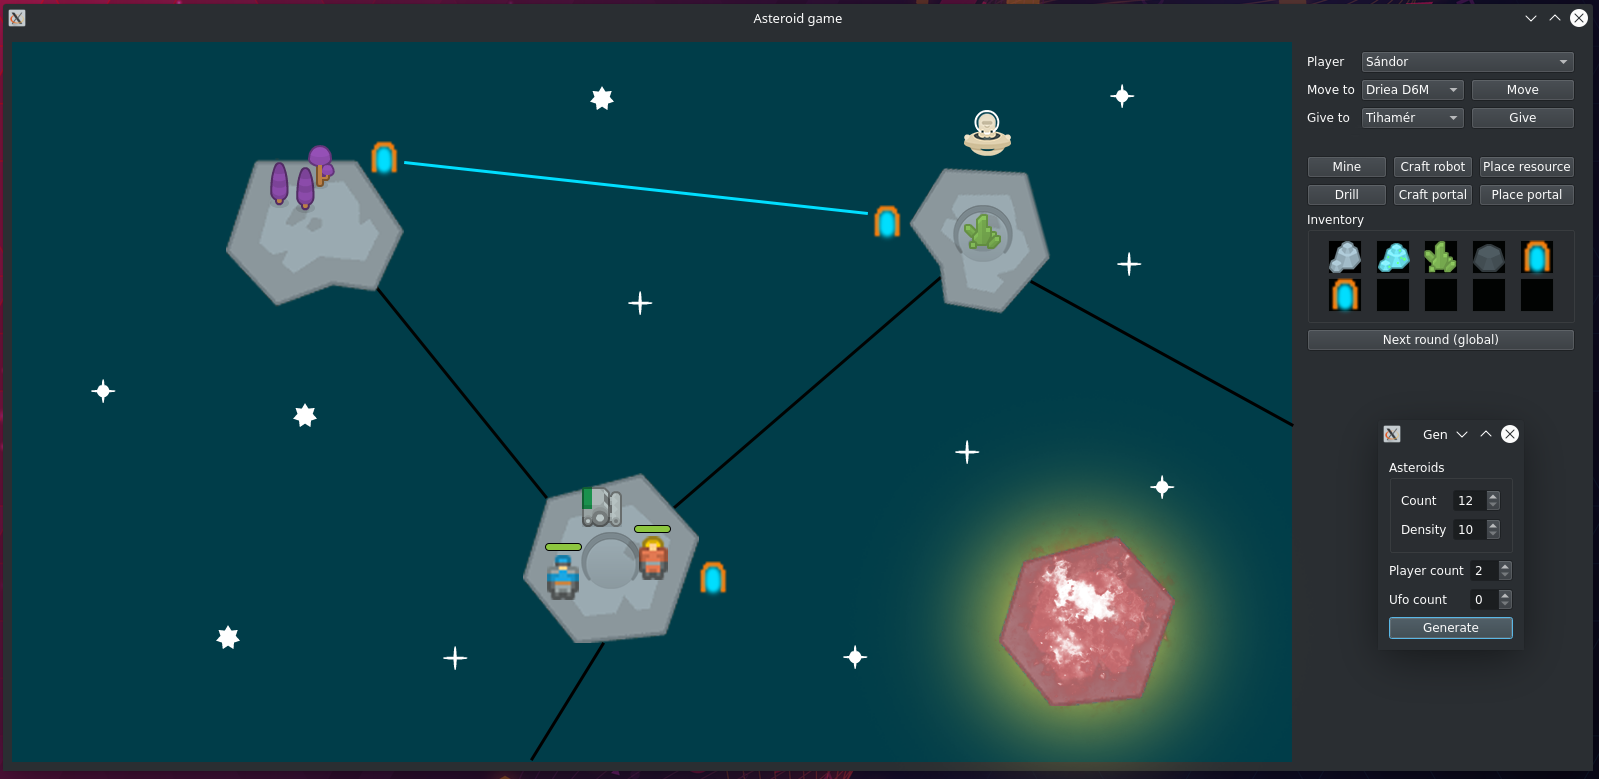 Asteroid game
Player Sándor
Move to Driea D6M Move
Give to Tihamér Give
Mine Craft robot Place resource
Drill Craft portal Place portal
Inventory
Next round (global)
Gen
Asteroids
Count 12
Density 10
Player count 2
Ufo count 0
Generate